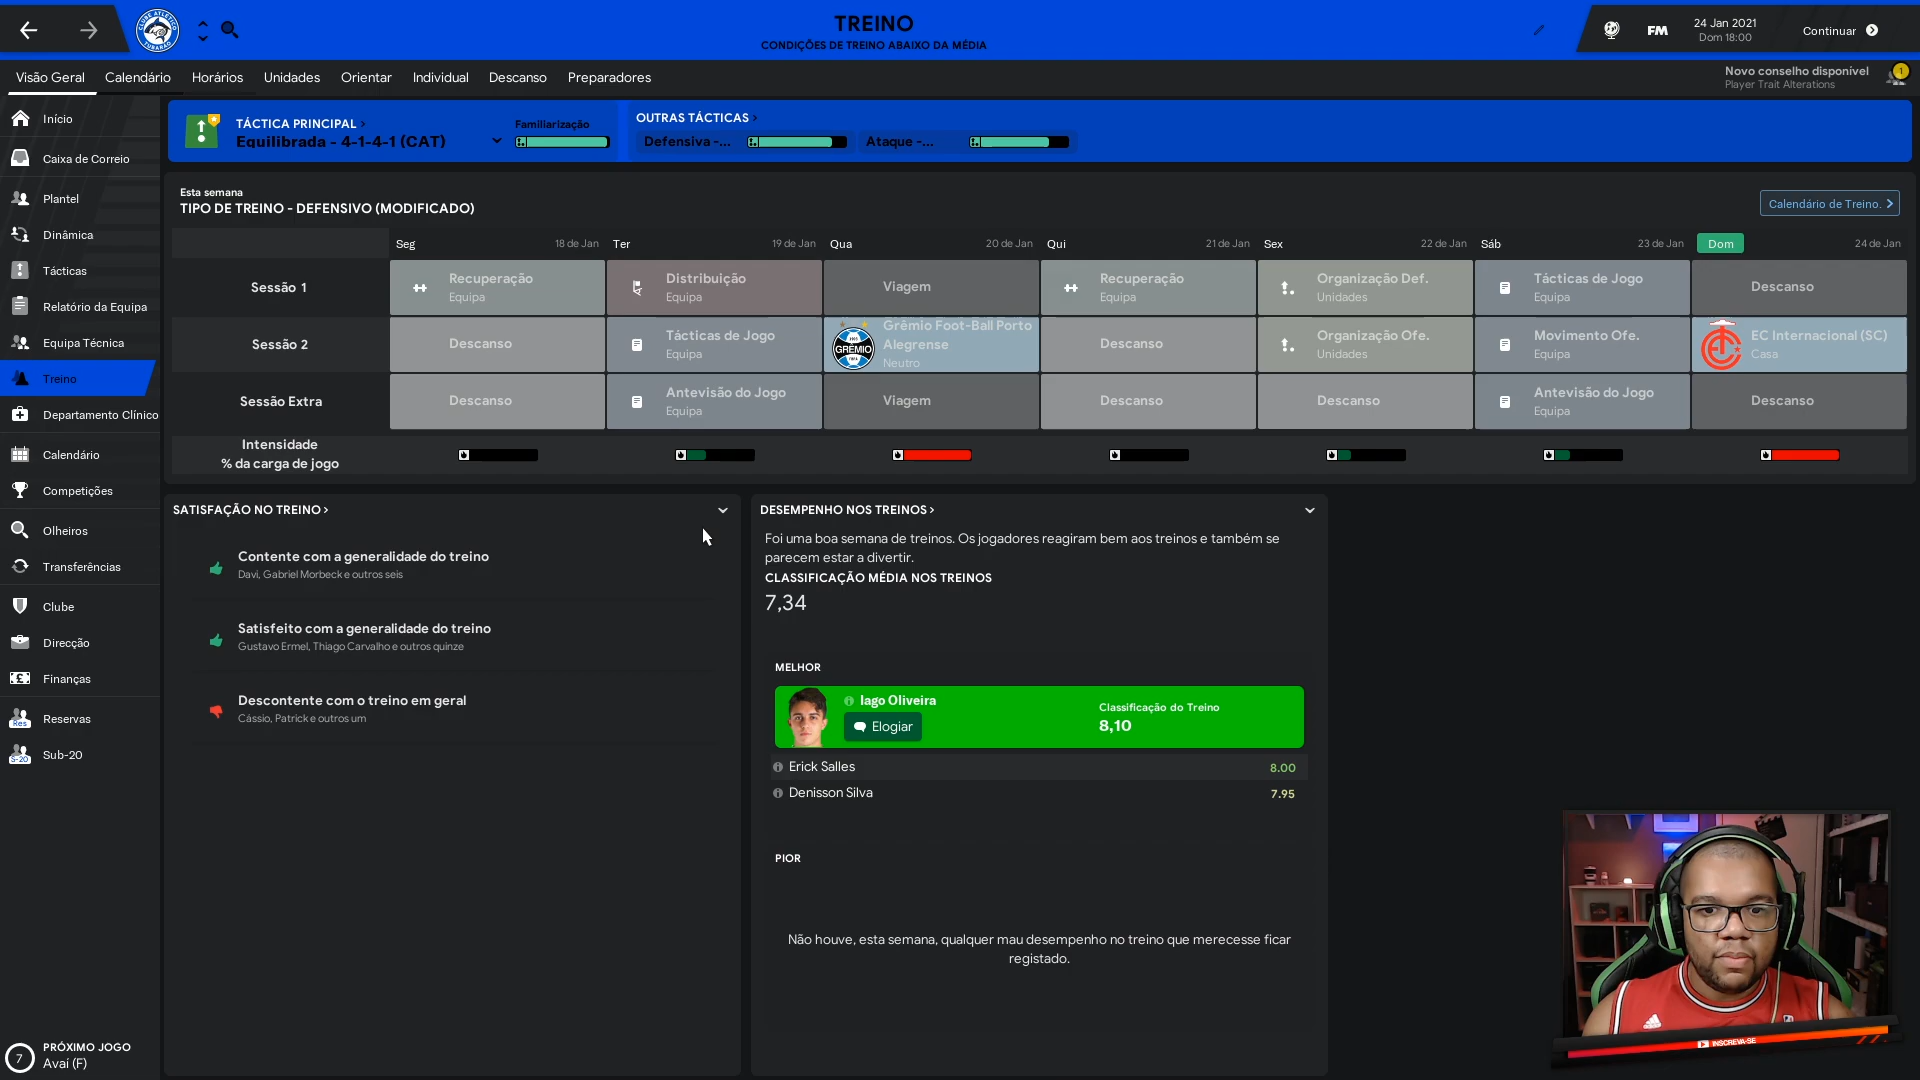 TREINO
CONDIÇÕES DE TREINO ABAIXO DA MÉDIA
FM
24 Jan 2021
Dom 18:00
Continuar
Visão Geral
Calendário
Horários
Unidades
Orientar
Individual
Descanso
Preparadores
Novo conselho disponível
Player Trait Alterations
1
Início
Caixa de Correio
Plantel
Dinâmica
Tácticas
Relatório da Equipa
Equipa Técnica
Treino
Departamento Clínico
Calendário
Competições
Olheiros
Transferências
Clube
Direcção
Finanças
Res
Reservas
S-20
Sub-20
7
PRÓXIMO JOGO
Avaí (F)
TÁCTICA PRINCIPAL >
Equilibrada - 4-1-4-1 (CAT)
Familiarização
OUTRAS TÁCTICAS >
Defensiva -...
Ataque -...
Esta semana
TIPO DE TREINO - DEFENSIVO (MODIFICADO)
Calendário de Treino. >
Seg 18 de Jan
Ter 19 de Jan
Qua 20 de Jan
Qui 21 de Jan
Sex 22 de Jan
Sáb 23 de Jan
Dom 24 de Jan
Sessão 1
Recuperação
Equipa
Distribuição
Equipa
Viagem
Recuperação
Equipa
Organização Def.
Unidades
Tácticas de Jogo
Equipa
Descanso
Sessão 2
Descanso
Tácticas de Jogo
Equipa
GRÊMIO
Grêmio Foot-Ball Porto
Alegrense
Neutro
Descanso
Organização Ofe.
Unidades
Movimento Ofe.
Equipa
EC Internacional (SC)
Casa
Sessão Extra
Descanso
Antevisão do Jogo
Equipa
Viagem
Descanso
Descanso
Antevisão do Jogo
Equipa
Descanso
Intensidade
% da carga de jogo
SATISFAÇÃO NO TREINO >
Contente com a generalidade do treino
Davi, Gabriel Morbeck e outros seis
Satisfeito com a generalidade do treino
Gustavo Ermel, Thiago Carvalho e outros quinze
Descontente com o treino em geral
Cássio, Patrick e outros um
DESEMPENHO NOS TREINOS >
Foi uma boa semana de treinos. Os jogadores reagiram bem aos treinos e também se
parecem estar a divertir.
CLASSIFICAÇÃO MÉDIA NOS TREINOS
7,34
MELHOR
Iago Oliveira
Elogiar
Classificação do Treino
8,10
Erick Salles 8.00
Denisson Silva 7.95
PIOR
Não houve, esta semana, qualquer mau desempenho no treino que merecesse ficar
registado.
INSCREVA-SE